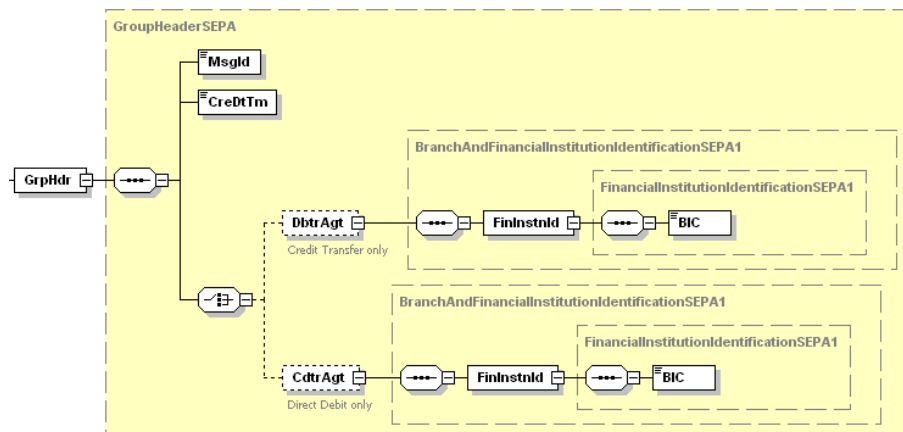 GroupHeaderSEPA
MsgId
CreDtTm
GrpHdr
BranchAndFinancialInstitutionIdentificationSEPA1
FinancialInstitutionIdentificationSEPA1
DbtrAgt
FinInstnId
BIC
Credit Transfer only
BranchAndFinancialInstitutionIdentificationSEPA1
FinancialInstitutionIdentificationSEPA1
CdtrAgt
FinInstnId
BIC
Direct Debit only